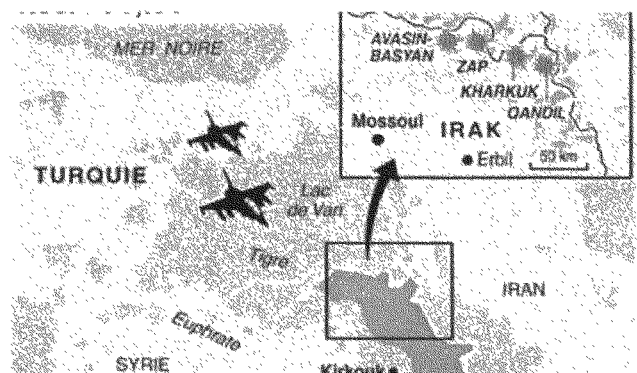 MER NOIRE
TURQUIE
Lac
de Van
Tigre
Euphrate
SYRIE
IRAN
Kirkouk
AVASIN-
BASYAN
ZAP
KHARKUK
QANDIL
Mossoul
IRAK
Erbil
50 km